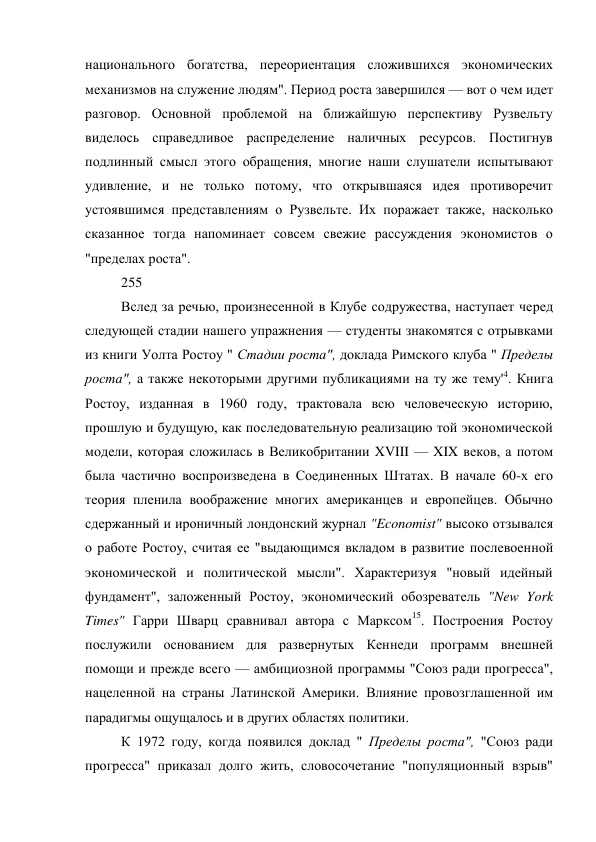 национального богатства, переориентация сложившихся экономических
механизмов на служение людям". Период роста завершился — вот о чем идет
разговор. Основной проблемой на ближайшую перспективу Рузвельту
виделось справедливое распределение наличных ресурсов. Постигнув
подлинный смысл этого обращения, многие наши слушатели испытывают
удивление, и не только потому, что открывшаяся идея противоречит
устоявшимся представлениям о Рузвельте. Их поражает также, насколько
сказанное тогда напоминает совсем свежие рассуждения экономистов о
"пределах роста".
255
Вслед за речью, произнесенной в Клубе содружества, наступает черед
следующей стадии нашего упражнения — студенты знакомятся с отрывками
из книги Уолта Ростоу " Стадии роста", доклада Римского клуба " Пределы
роста", а также некоторыми другими публикациями на ту же тему'4. Книга
Ростоу, изданная в 1960 году, трактовала всю человеческую историю,
прошлую и будущую, как последовательную реализацию той экономической
модели, которая сложилась в Великобритании XVIII — XIX веков, а потом
была частично воспроизведена в Соединенных Штатах. В начале 60-х его
теория пленила воображение многих американцев и европейцев. Обычно
сдержанный и ироничный лондонский журнал "Economist" высоко отзывался
о работе Ростоу, считая ее "выдающимся вкладом в развитие послевоенной
экономической и политической мысли". Характеризуя "новый идейный
фундамент", заложенный Ростоу, экономический обозреватель "New York
Times" Гарри Шварц сравнивал автора с Марксом15. Построения Ростоу
послужили основанием для развернутых Кеннеди программ внешней
помощи и прежде всего — амбициозной программы "Союз ради прогресса",
нацеленной на страны Латинской Америки. Влияние провозглашенной им
парадигмы ощущалось и в других областях политики.
К 1972 году, когда появился доклад " Пределы роста", "Союз ради
прогресса" приказал долго жить, словосочетание "популяционный взрыв"